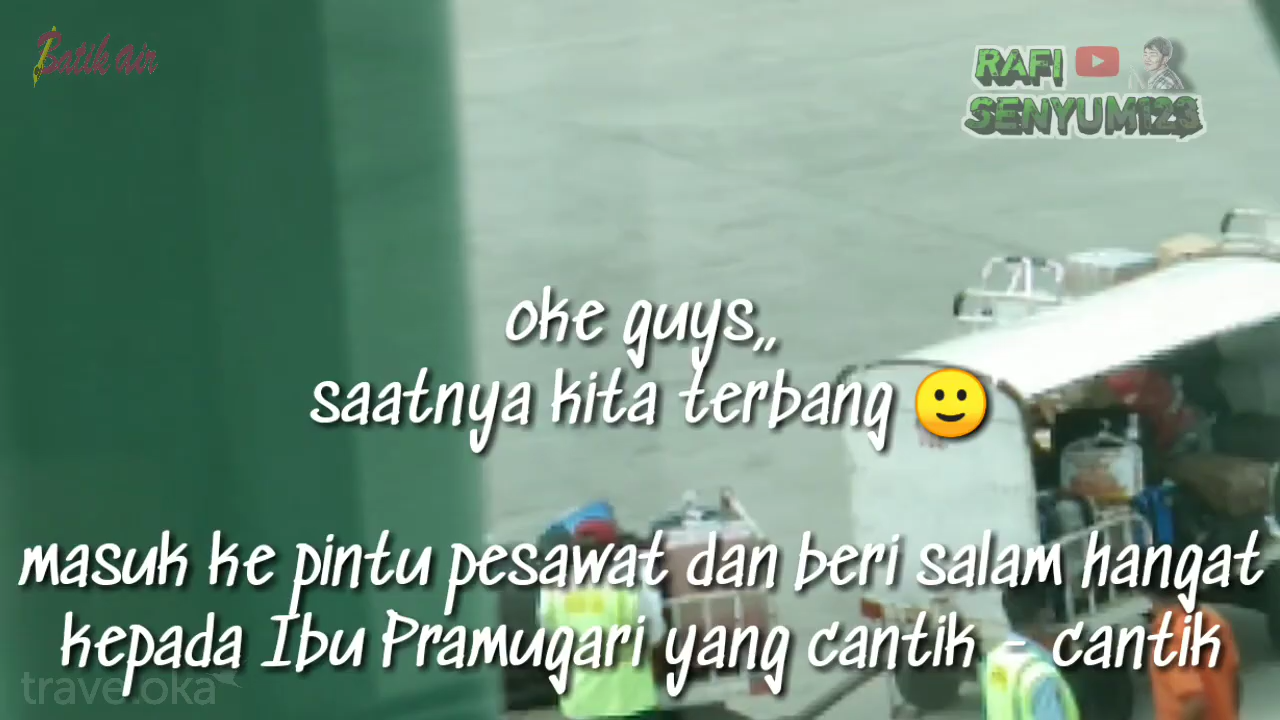 Batik air
RAFI
SENYUM123
oke guys,,
saatnya kita terbang 🙂
masuk ke pintu pesawat dan beri salam hangat
kepada Ibu Pramugari yang cantik - cantik
traveloka